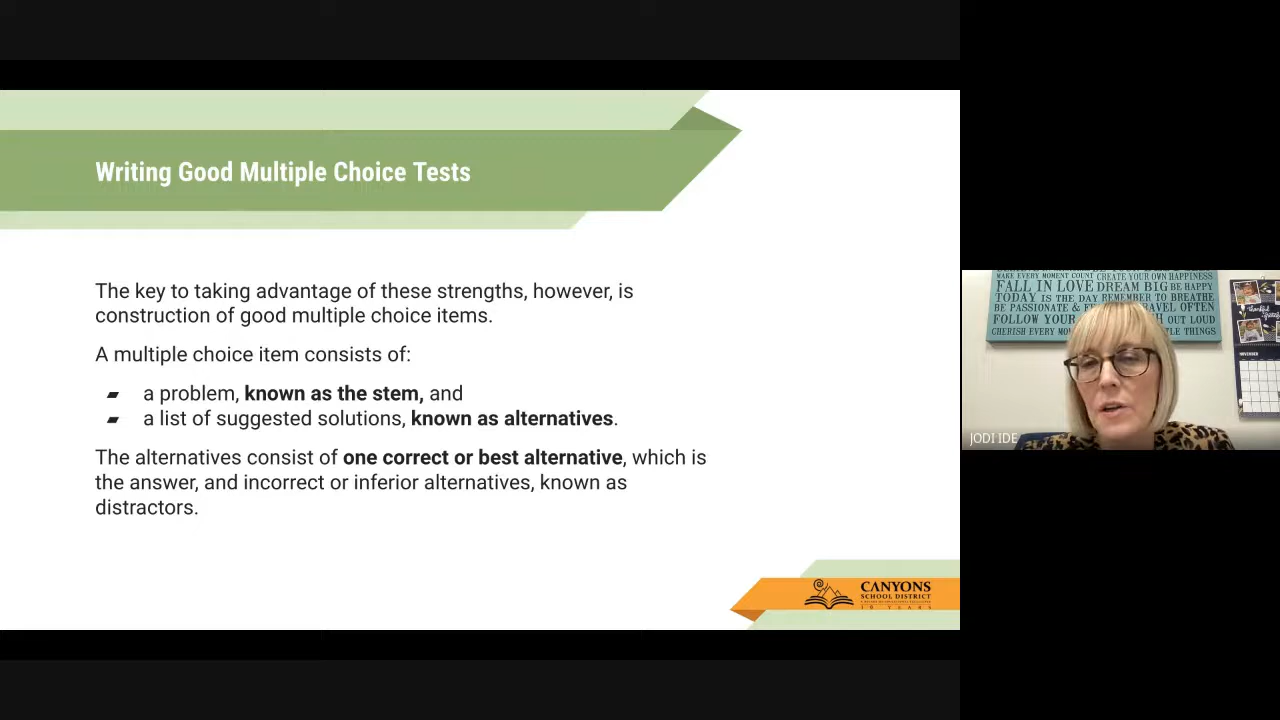 Writing Good Multiple Choice Tests
The key to taking advantage of these strengths, however, is
construction of good multiple choice items.
A multiple choice item consists of:
a problem, known as the stem, and
a list of suggested solutions, known as alternatives.
The alternatives consist of one correct or best alternative, which is
the answer, and incorrect or inferior alternatives, known as
distractors.
CANYONS
SCHOOL DISTRICT
10 YEARS
MAKE EVERY MOMENT COUNT CREATE YOUR OWN HAPPINESS
FALL IN LOVE DREAM BIG BE HAPPY
TODAY IS THE DAY REMEMBER TO BREATHE
BE PASSIONATE & TRAVEL OFTEN
FOLLOW YOUR OUT LOUD
CHERISH EVERY LITTLE THINGS
thankful
NOVEMBER
JODI IDE